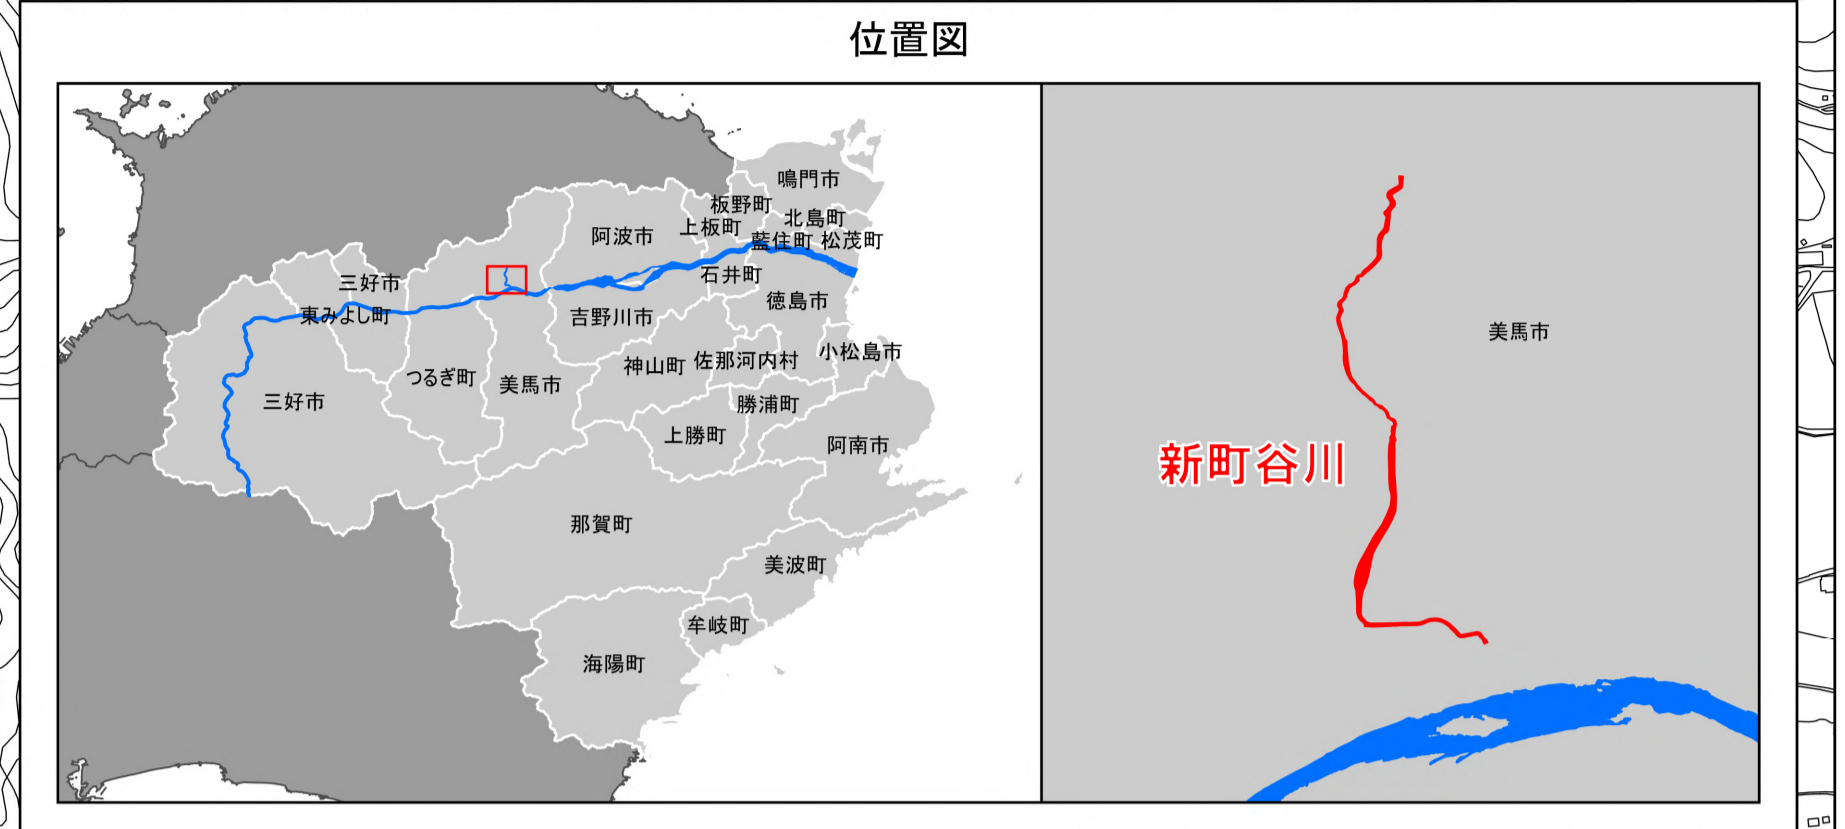 位置図
鳴門市
板野町
北島町
上板町
阿波市
藍住町
松茂町
石井町
三好市
徳島市
東みよし町
吉野川市
小松島市
佐那河内村
神山町
つるぎ町
美馬市
三好市
勝浦町
上勝町
阿南市
那賀町
美波町
牟岐町
海陽町
美馬市
新町谷川